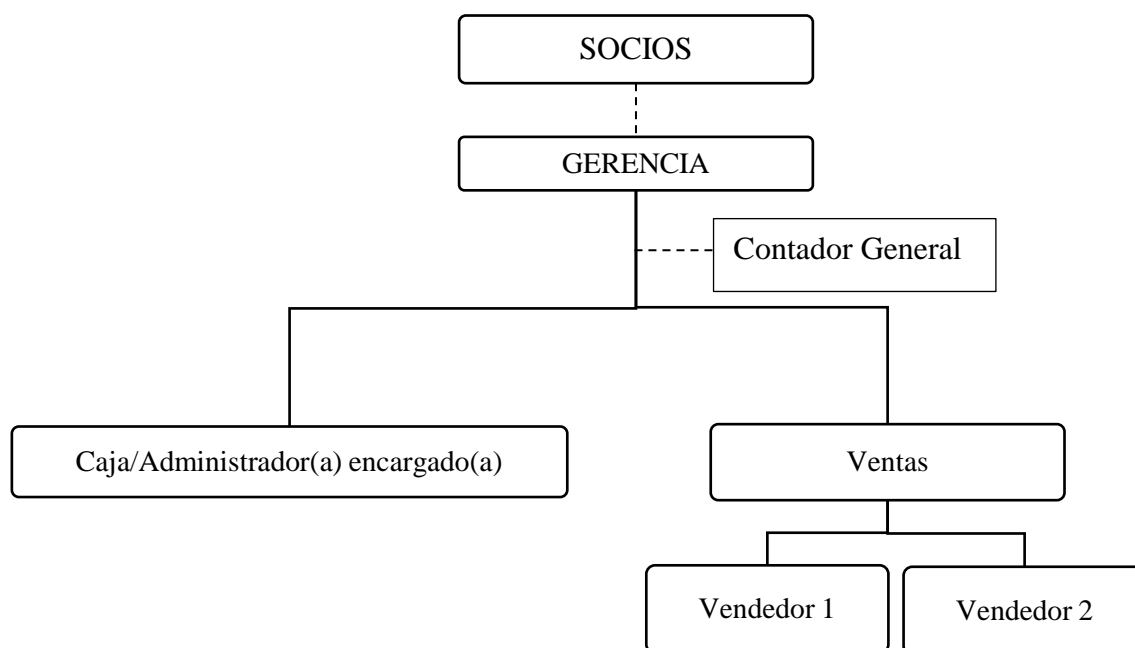 SOCIOS
GERENCIA
Contador General
Caja/Administrador(a) encargado(a)
Ventas
Vendedor 1
Vendedor 2